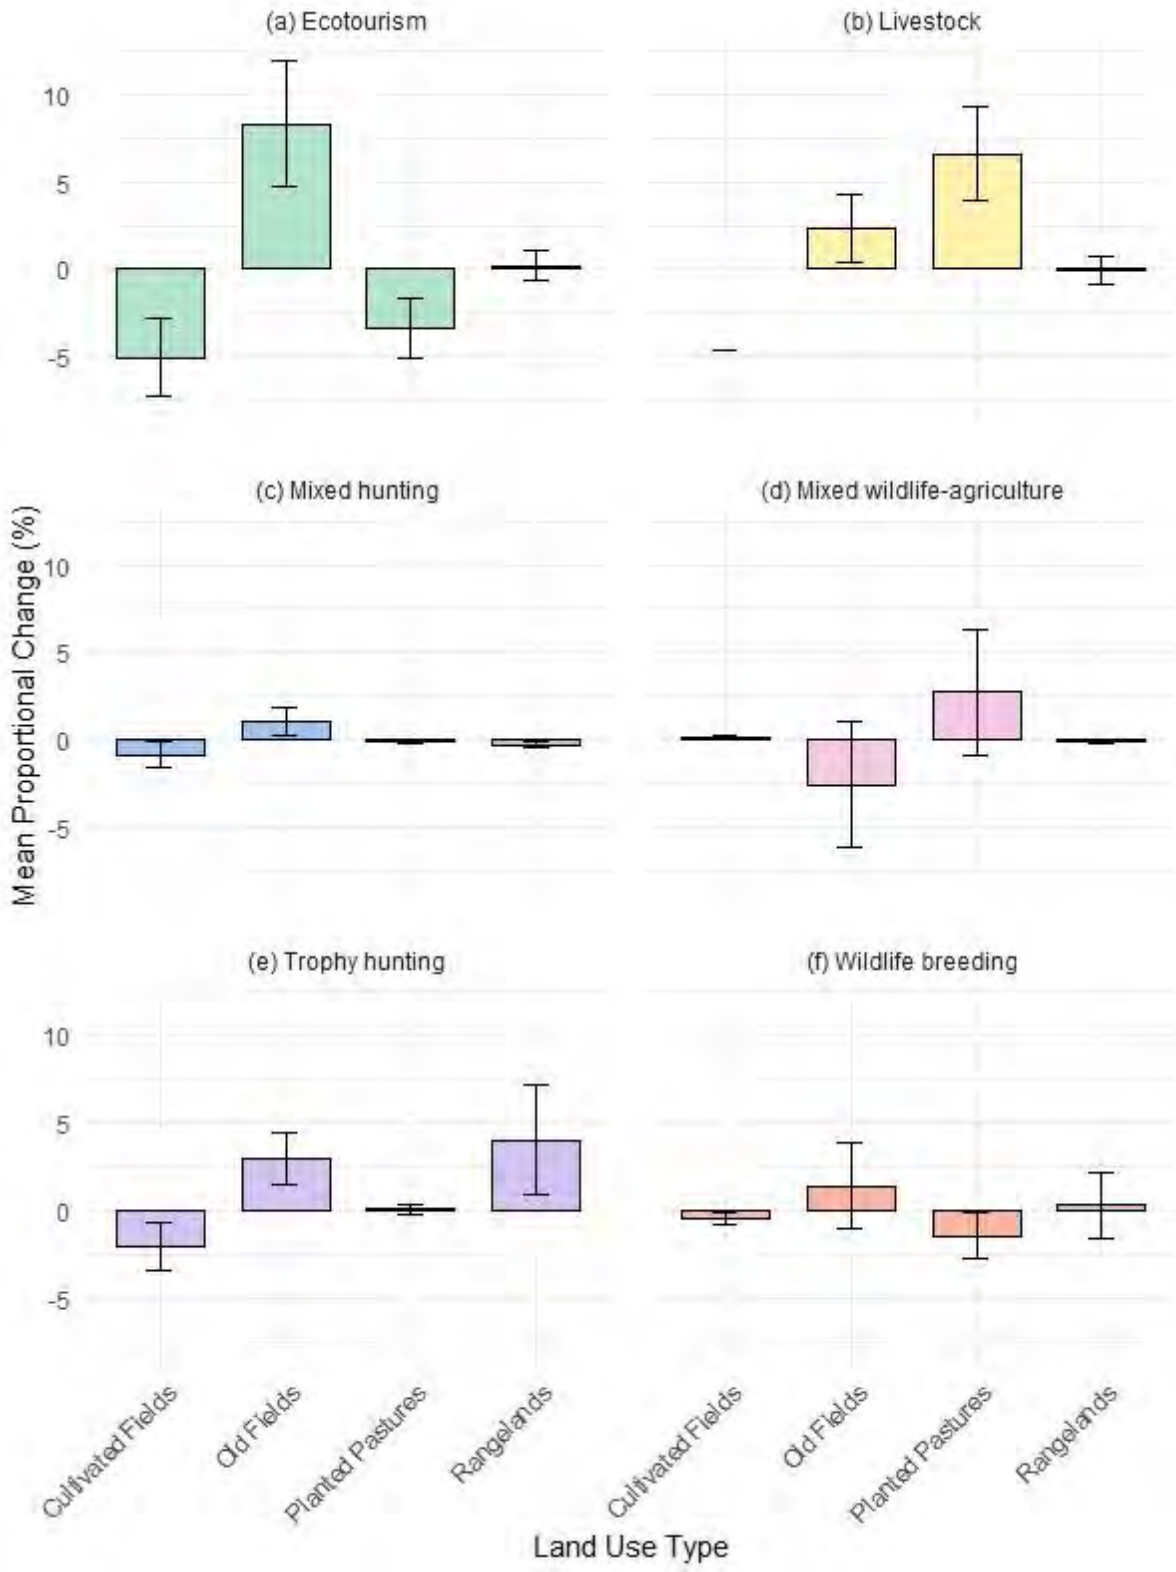 (a) Ecotourism
(b) Livestock
10
5
0
-5
(c) Mixed hunting
(d) Mixed wildlife-agriculture
Mean Proportional Change (%)
10
5
0
-5
(e) Trophy hunting
(f) Wildlife breeding
10
5
0
-5
Cultivated Fields
Old Fields
Planted Pastures
Rangelands
Cultivated Fields
Old Fields
Planted Pastures
Rangelands
Land Use Type